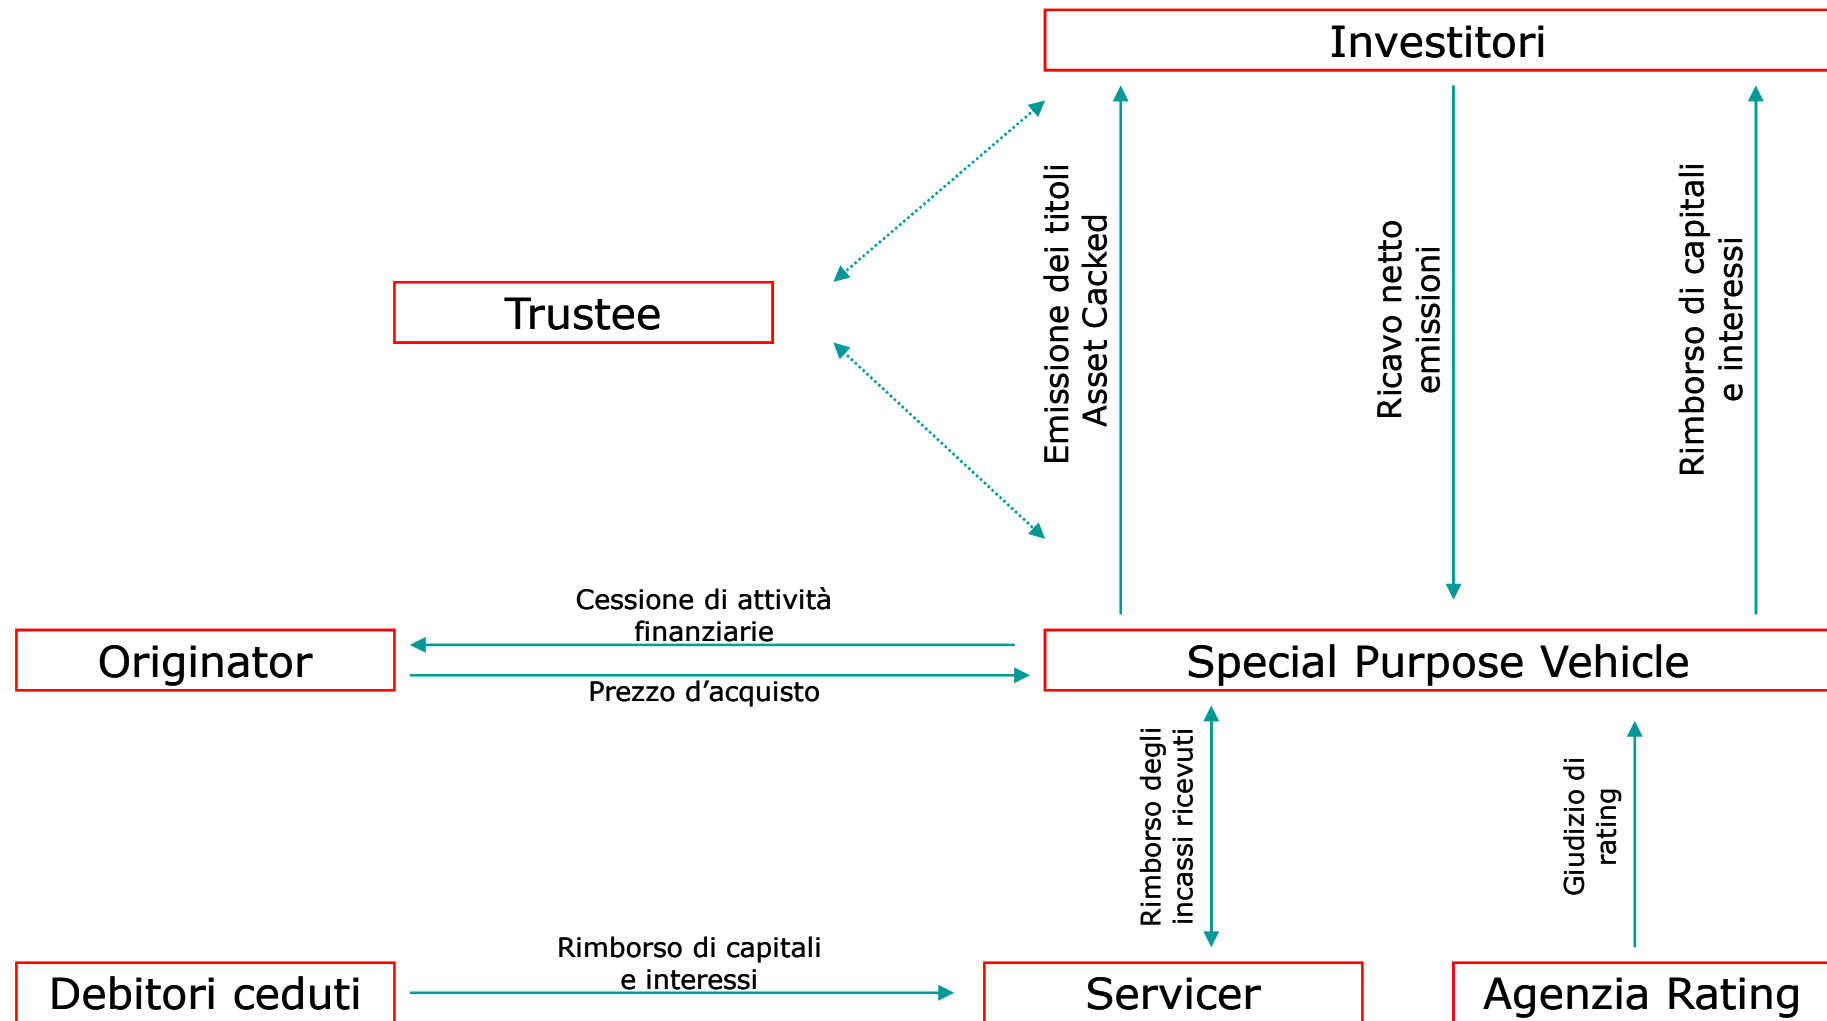 Investitori
Emissione dei titoli
Asset Cacked
Ricavo netto
emissioni
Rimborso di capitali
e interessi
Trustee
Cessione di attività
finanziarie
Originator
Prezzo d’acquisto
Special Purpose Vehicle
Rimborso degli
incassi ricevuti
Giudizio di
rating
Rimborso di capitali
e interessi
Debitori ceduti
Servicer
Agenzia Rating